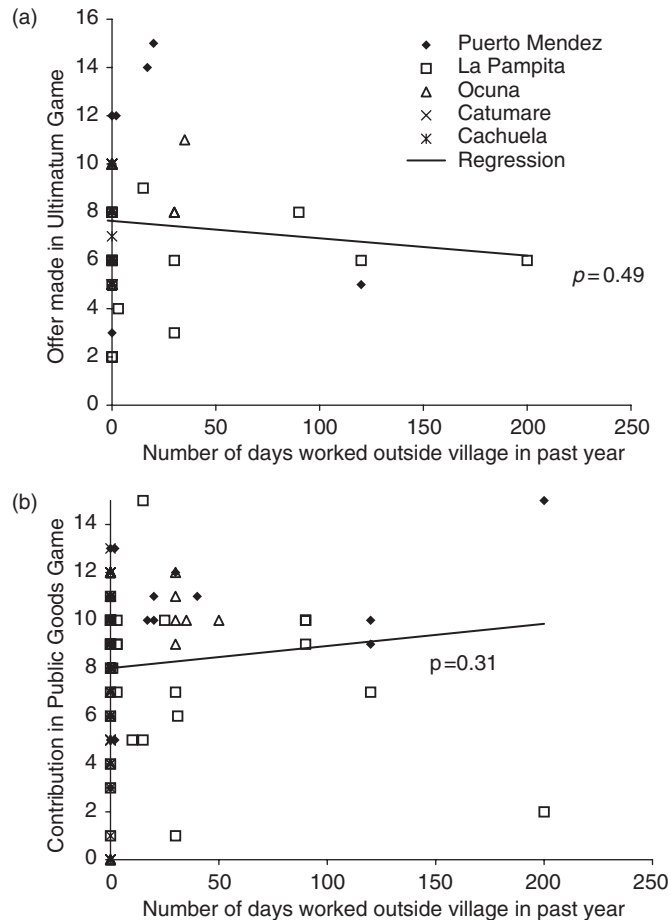 (a)
16
14
12
10
8
6
4
2
0
Offer made in Ultimatum Game
Puerto Mendez
La Pampita
Ocuna
Catumare
Cachuela
Regression
p=0.49
0 50 100 150 200 250
Number of days worked outside village in past year
(b)
14
12
10
8
6
4
2
0
Contribution in Public Goods Game
p=0.31
0 50 100 150 200 250
Number of days worked outside village in past year